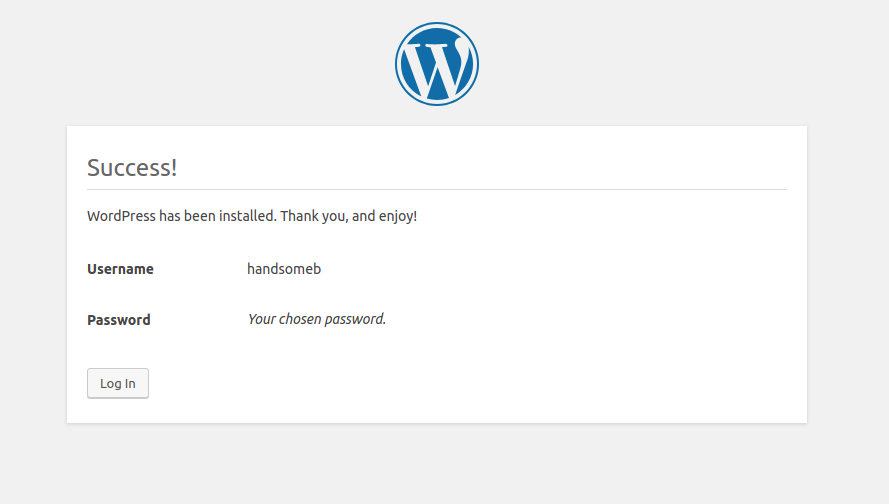 W
Success!
WordPress has been installed. Thank you, and enjoy!
Username handsomeb
Password Your chosen password.
Log In